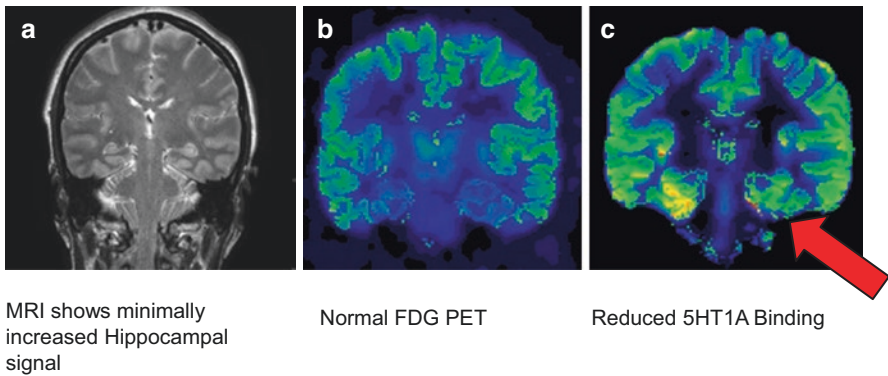 a
b
c
MRI shows minimally
increased Hippocampal
signal
Normal FDG PET
Reduced 5HT1A Binding